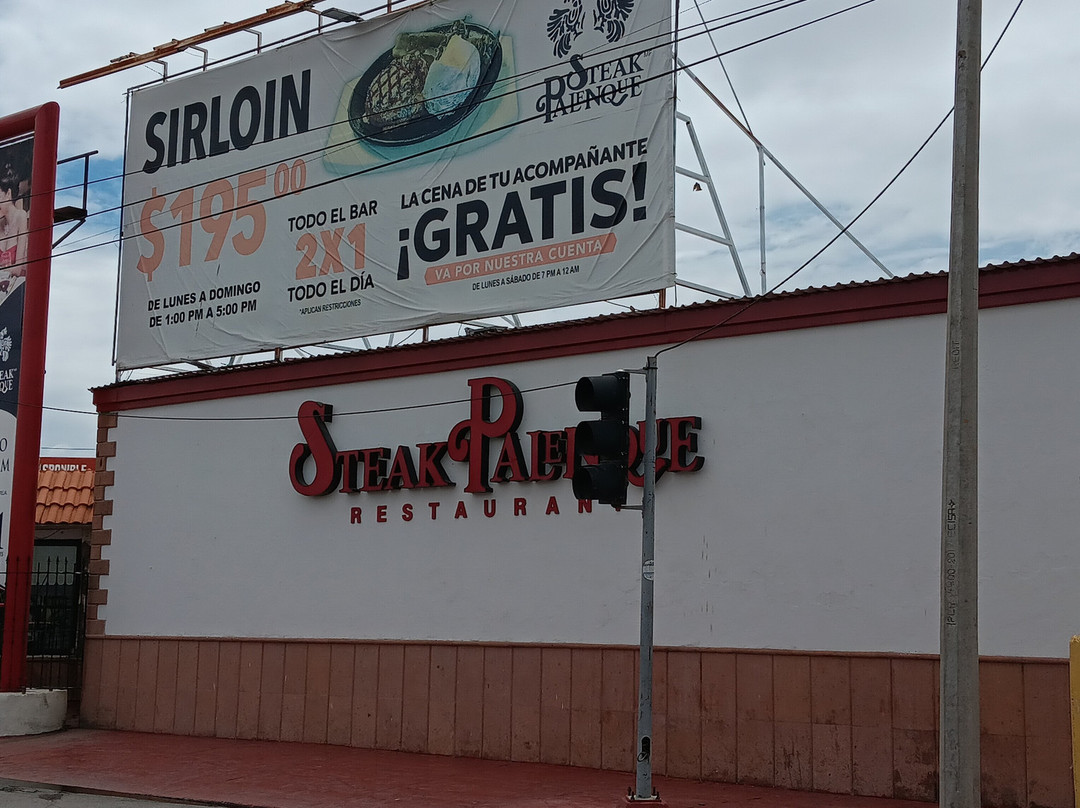 SIRLOIN
$195.00
DE LUNES A DOMINGO
DE 1:00 PM A 5:00 PM
TODO EL BAR
2X1
TODO EL DÍA
*APLICAN RESTRICCIONES
STEAK
PALENQUE
LA CENA DE TU ACOMPAÑANTE
¡GRATIS!
VA POR NUESTRA CUENTA
DE LUNES A SÁBADO DE 7 PM A 12 AM
STEAK PALENQUE
RESTAURAN